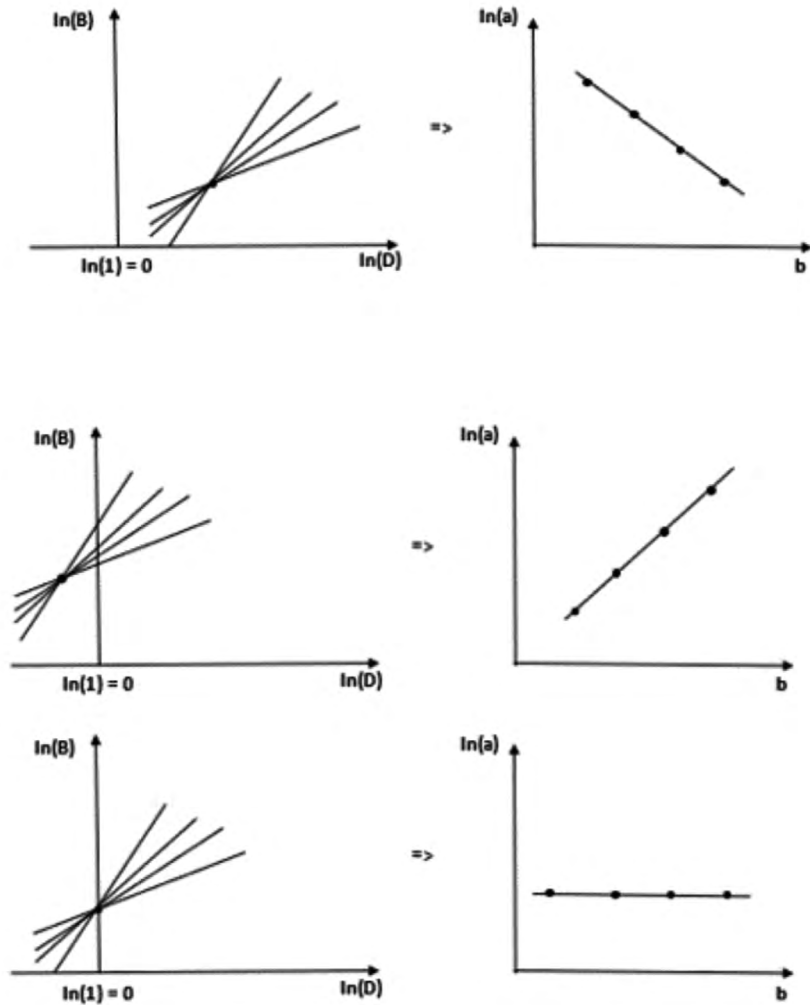 ln(B)
ln(a)
=>
ln(1) = 0
ln(D)
b
ln(B)
ln(a)
=>
ln(1) = 0
ln(D)
b
ln(B)
ln(a)
=>
ln(1) = 0
ln(D)
b